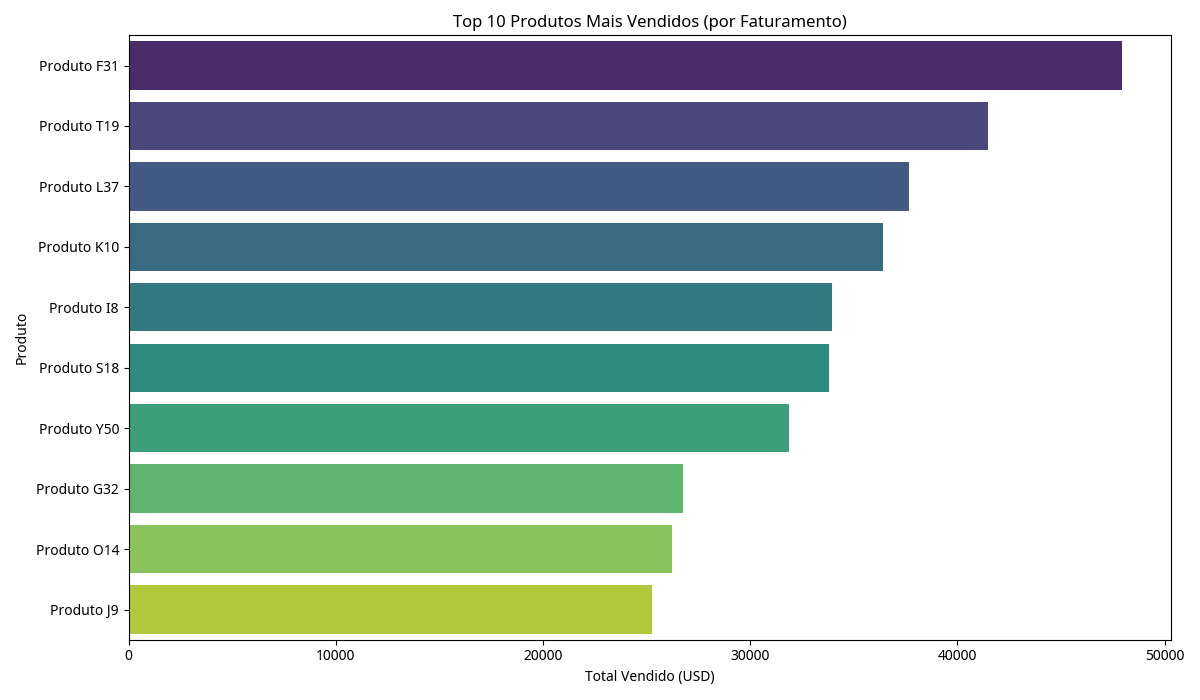 Top 10 Produtos Mais Vendidos (por Faturamento)
Produto F31
Produto T19
Produto L37
Produto K10
Produto I8
Produto S18
Produto Y50
Produto G32
Produto O14
Produto J9
Produto
0 10000 20000 30000 40000 50000
Total Vendido (USD)